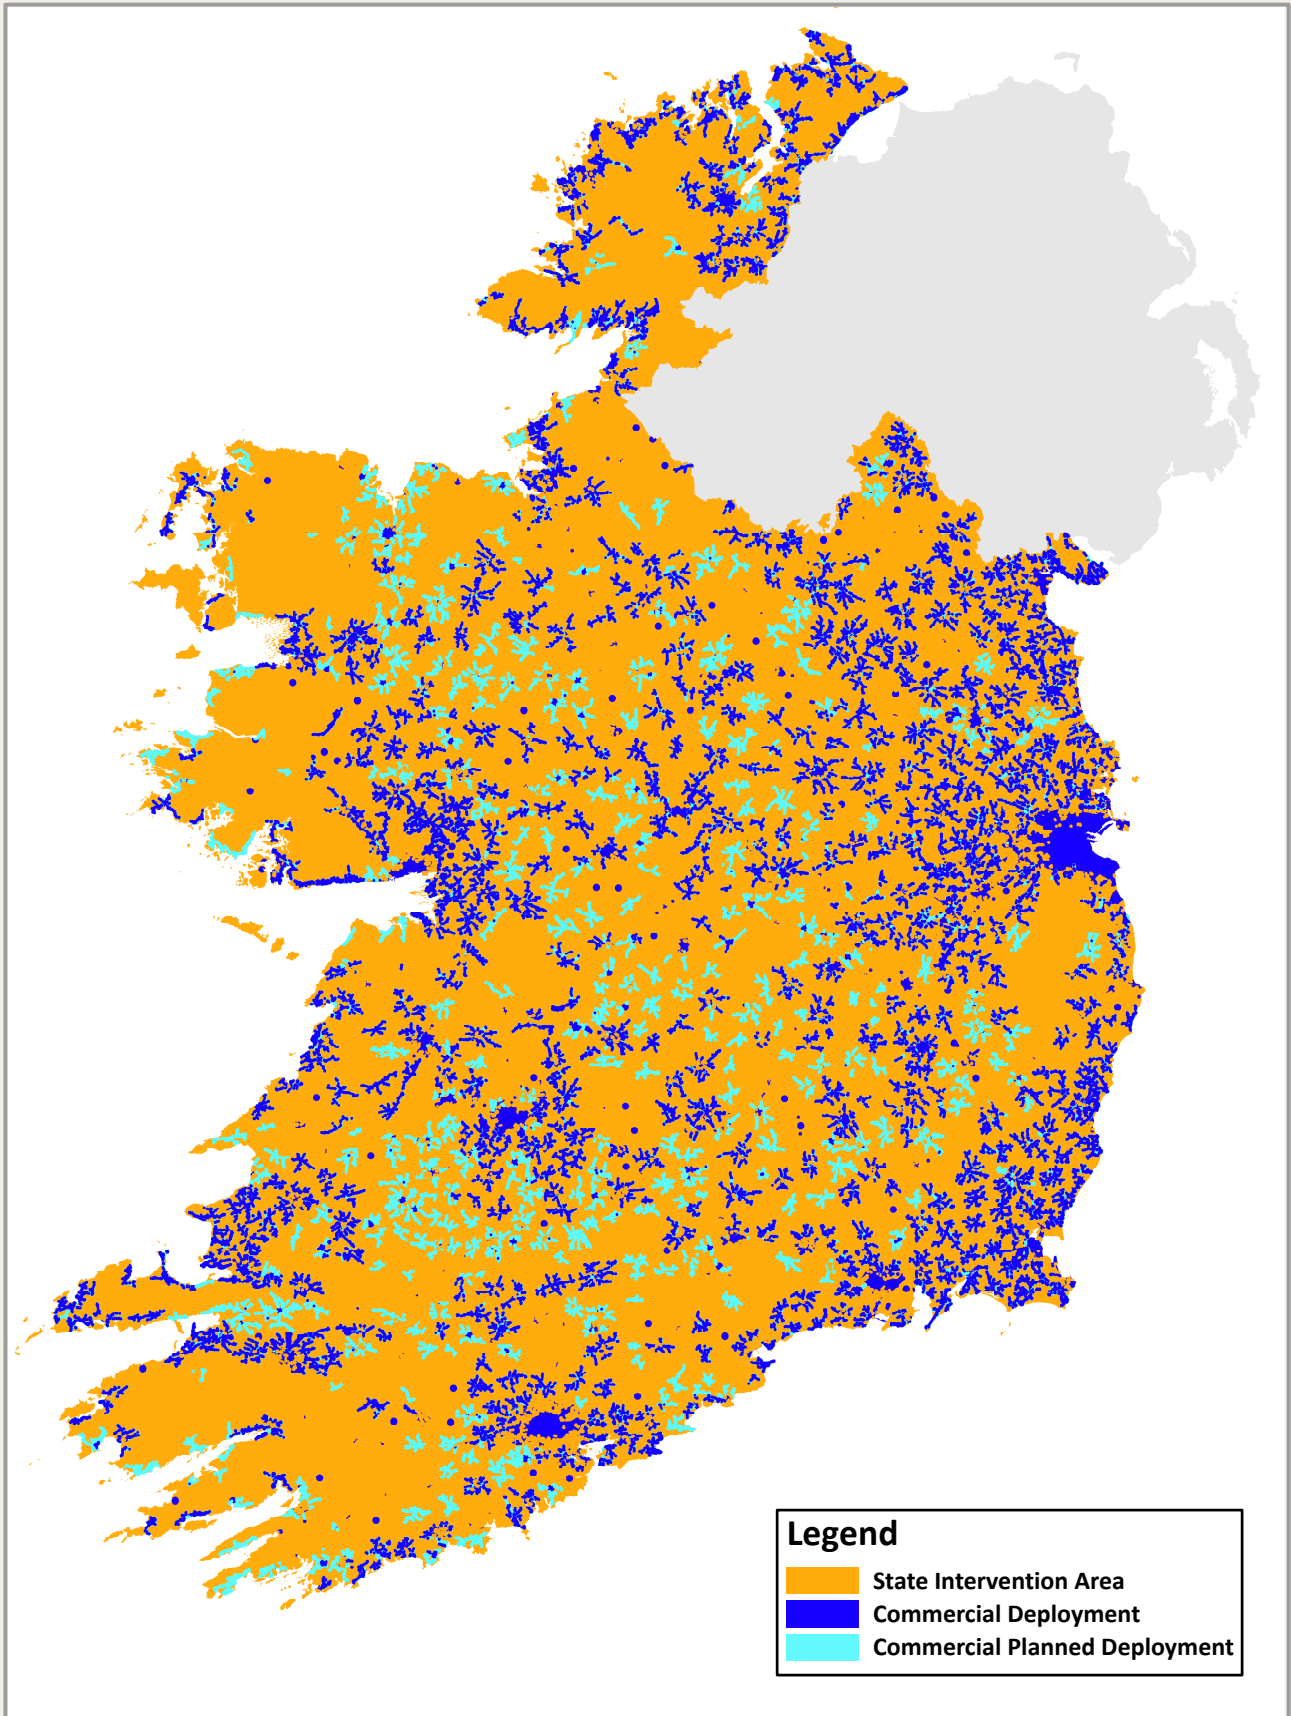 Legend
State Intervention Area
Commercial Deployment
Commercial Planned Deployment